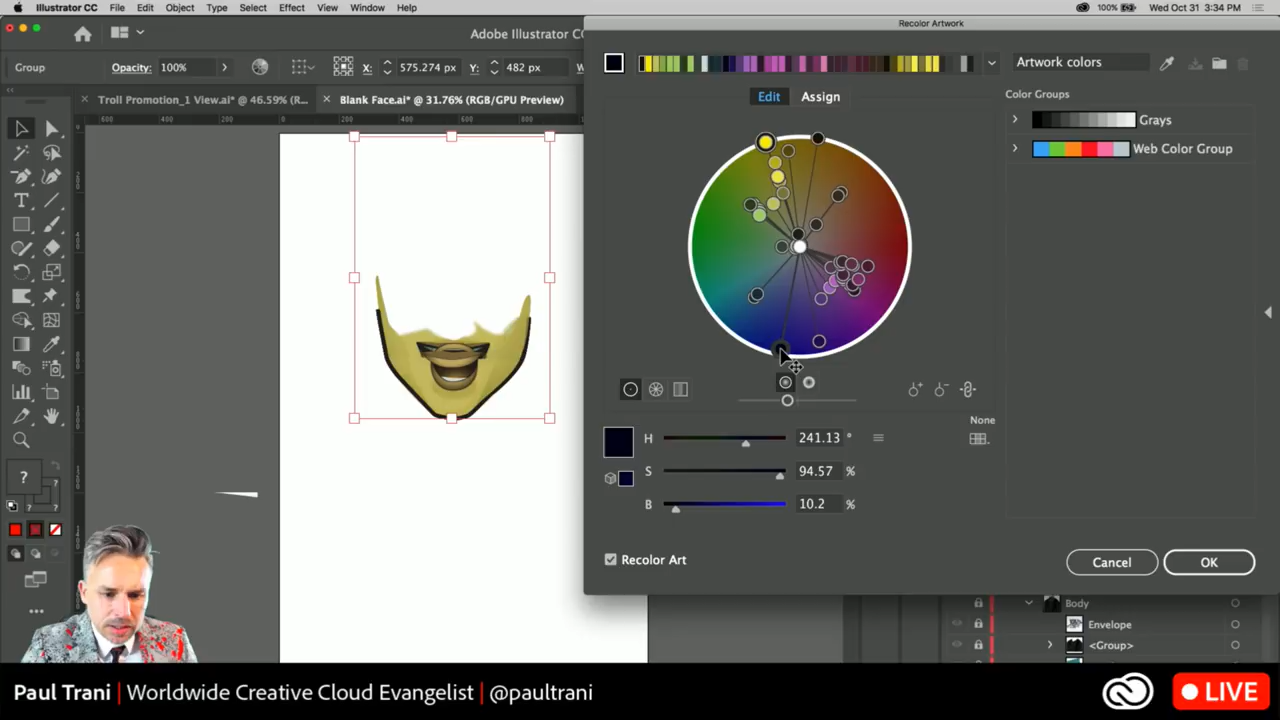 Illustrator CC File Edit Object Type Select Effect View Window Help 100% Wed Oct 31 3:34 PM
Adobe Illustrator CC
Recolor Artwork
Group Opacity: 100% X: 575.274 px Y: 482 px
Troll Promotion_1 View.ai* @ 46.59% (R... Blank Face.ai* @ 31.76% (RGB/GPU Preview)
Artwork colors
Edit Assign
Color Groups
Grays
Web Color Group
None
H 241.13 °
S 94.57 %
B 10.2 %
?
Recolor Art
Cancel OK
Body
Envelope
<Group>
Paul Trani | Worldwide Creative Cloud Evangelist | @paultrani
LIVE